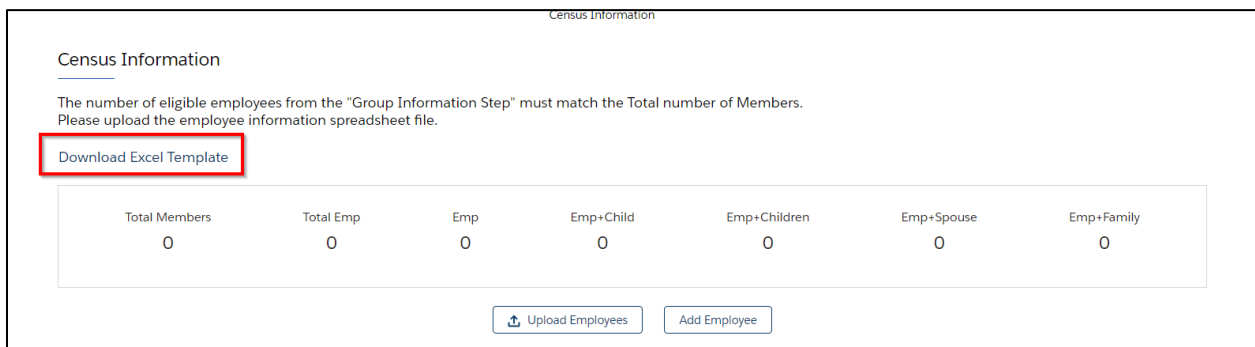 Census Information
Census Information
The number of eligible employees from the "Group Information Step" must match the Total number of Members.
Please upload the employee information spreadsheet file.
Download Excel Template
Total Members Total Emp Emp Emp+Child Emp+Children Emp+Spouse Emp+Family
0 0 0 0 0 0 0
Upload Employees Add Employee